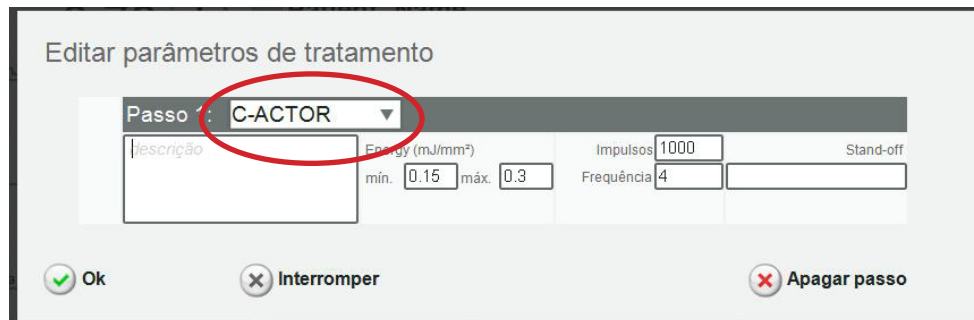 Editar parâmetros de tratamento
Passo 1: C-ACTOR
descrição
Energy (mJ/mm²)
mín. 0.15 máx. 0.3
Impulsos 1000
Frequência 4
Stand-off
Ok
Interromper
Apagar passo